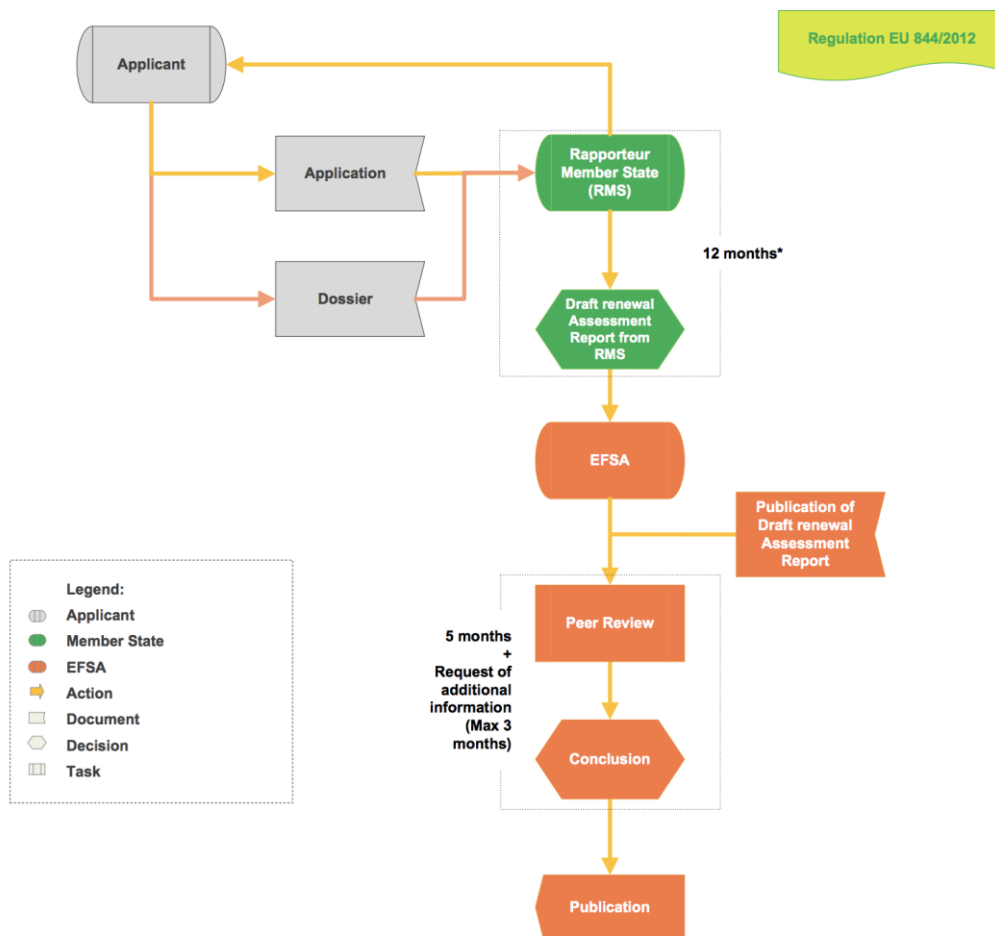 Regulation EU 844/2012
Applicant
Application
Rapporteur
Member State
(RMS)
12 months*
Dossier
Draft renewal
Assessment
Report from
RMS
EFSA
Publication of
Draft renewal
Assessment
Report
Legend:
Applicant
Member State
EFSA
Action
Document
Decision
Task
5 months
+
Request of
additional
information
(Max 3
months)
Peer Review
Conclusion
Publication